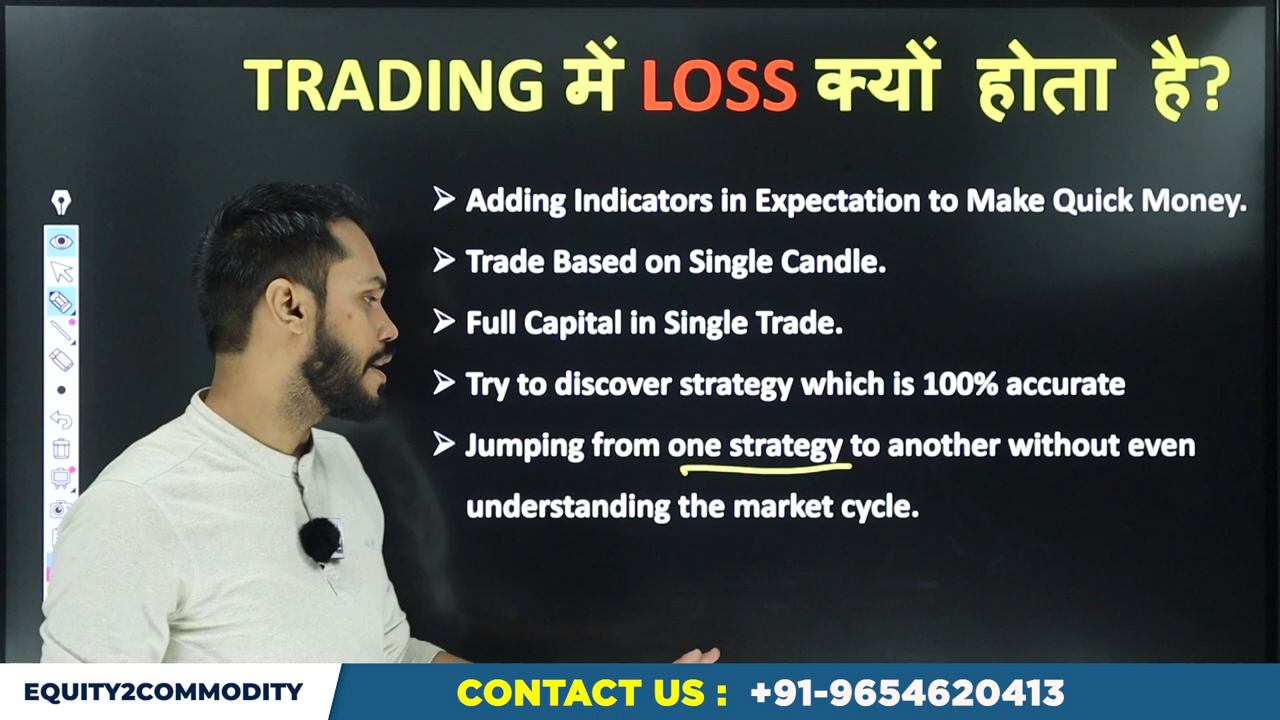 TRADING में LOSS क्यों होता है?
➢ Adding Indicators in Expectation to Make Quick Money.
➢ Trade Based on Single Candle.
➢ Full Capital in Single Trade.
➢ Try to discover strategy which is 100% accurate
➢ Jumping from one strategy to another without even
understanding the market cycle.
EQUITY2COMMODITY
CONTACT US : +91-9654620413